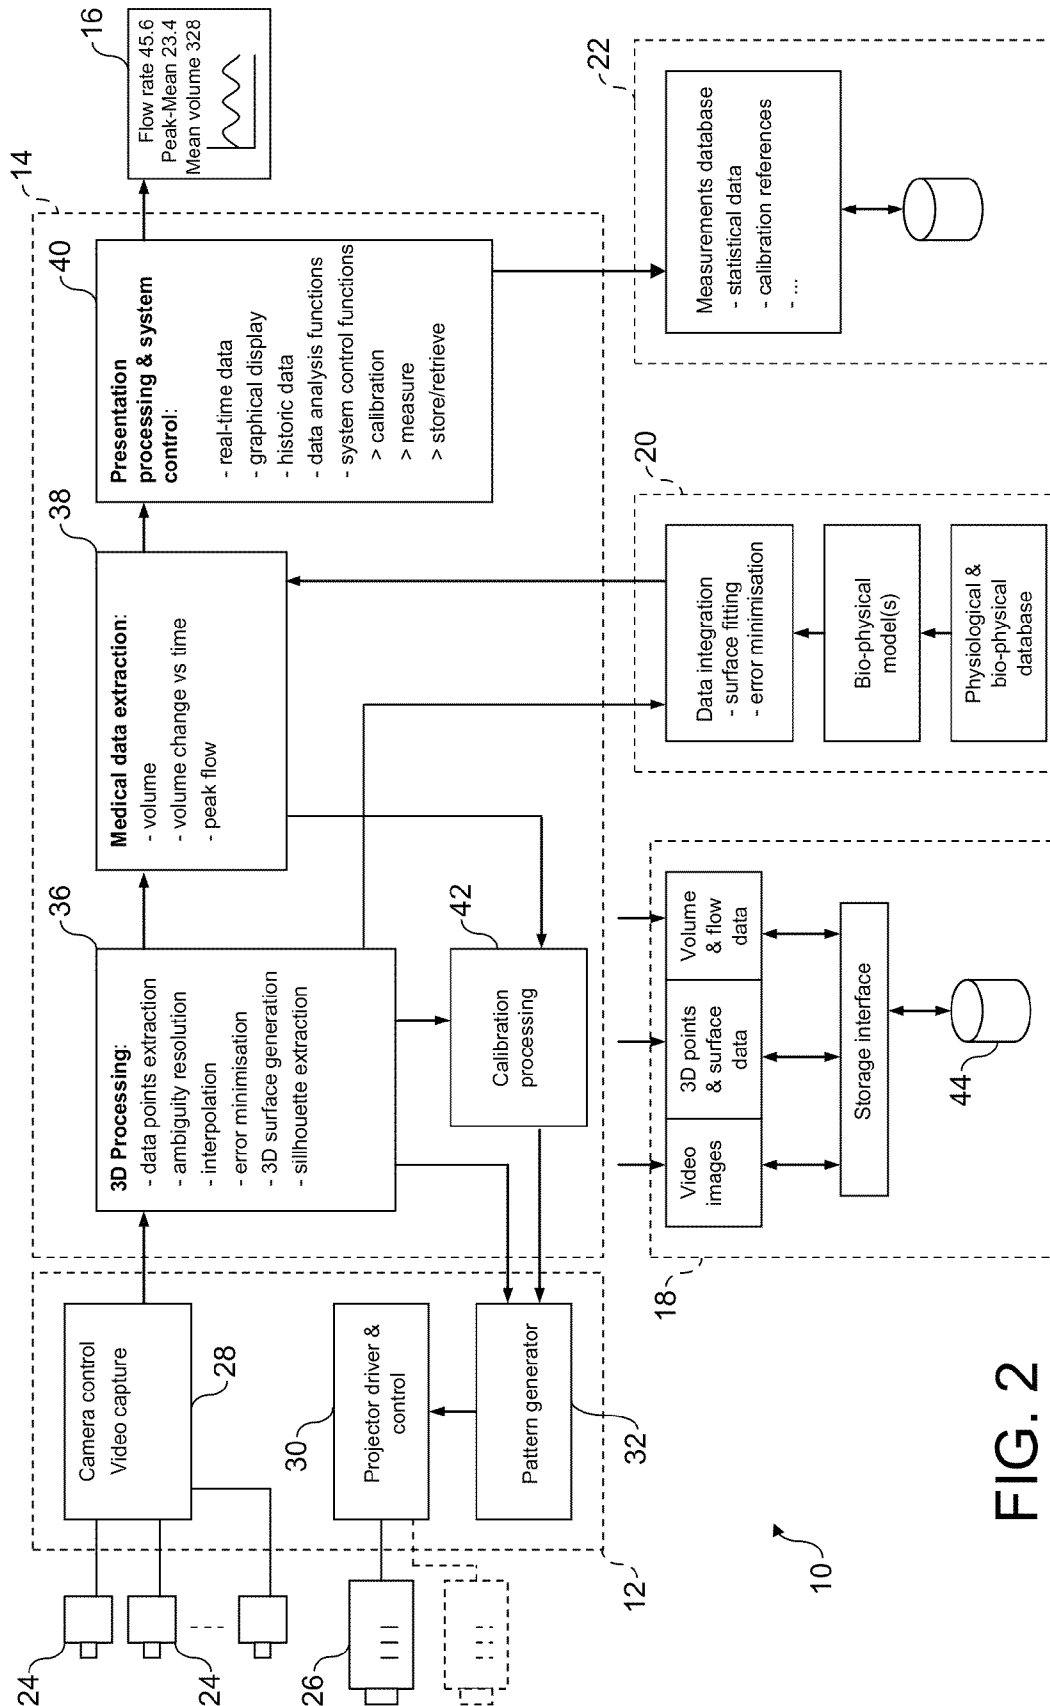 24
24
26
12
Camera control
Video capture
28
30
Projector driver &
control
Pattern generator
32
14
36
3D Processing:
- data points extraction
- ambiguity resolution
- interpolation
- error minimisation
- 3D surface generation
- sillhouette extraction
38
Medical data extraction:
- volume
- volume change vs time
- peak flow
40
Presentation
processing & system
control:
- real-time data
- graphical display
- historic data
- data analysis functions
- system control functions
> calibration
> measure
> store/retrieve
42
Calibration
processing
16
Flow rate 45.6
Peak-Mean 23.4
Mean volume 328
10
18
Video
images
3D points
& surface
data
Volume
& flow
data
Storage interface
44
20
Data integration
- surface fitting
- error minimisation
Bio-physical
model(s)
Physiological &
bio-physical
database
22
Measurements database
- statistical data
- calibration references
- ...
FIG. 2